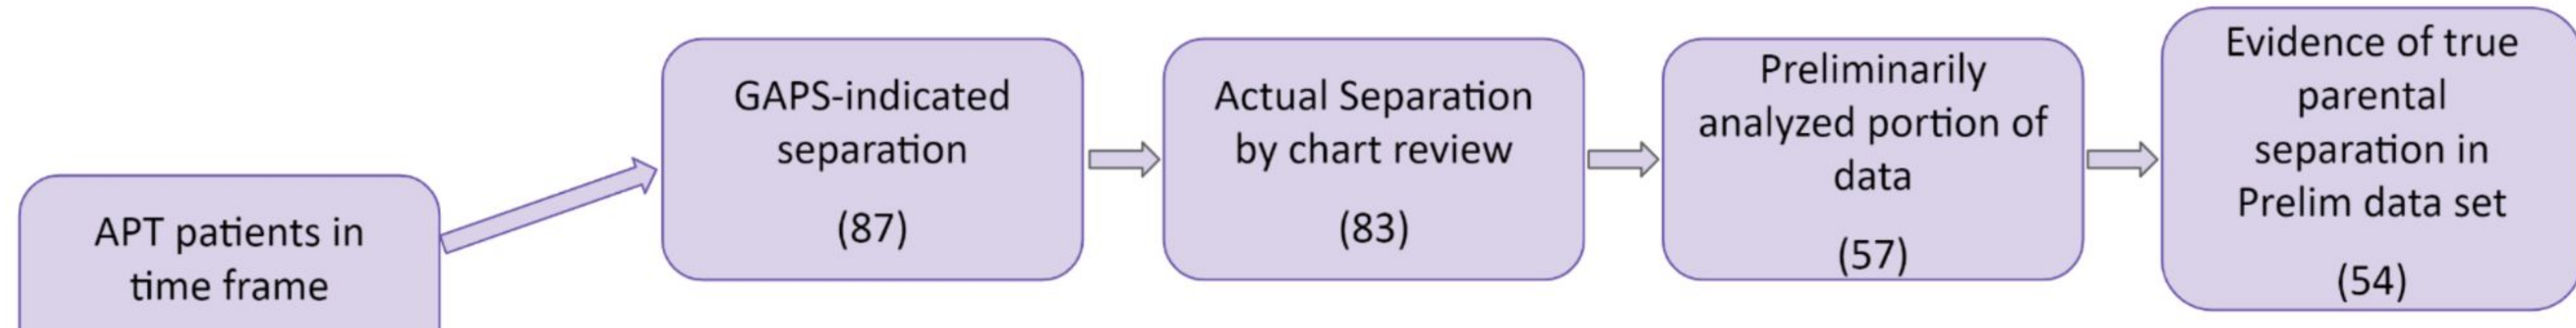 APT patients in
time frame
GAPS-indicated
separation
(87)
Actual Separation
by chart review
(83)
Preliminarily
analyzed portion of
data
(57)
Evidence of true
parental
separation in
Prelim data set
(54)